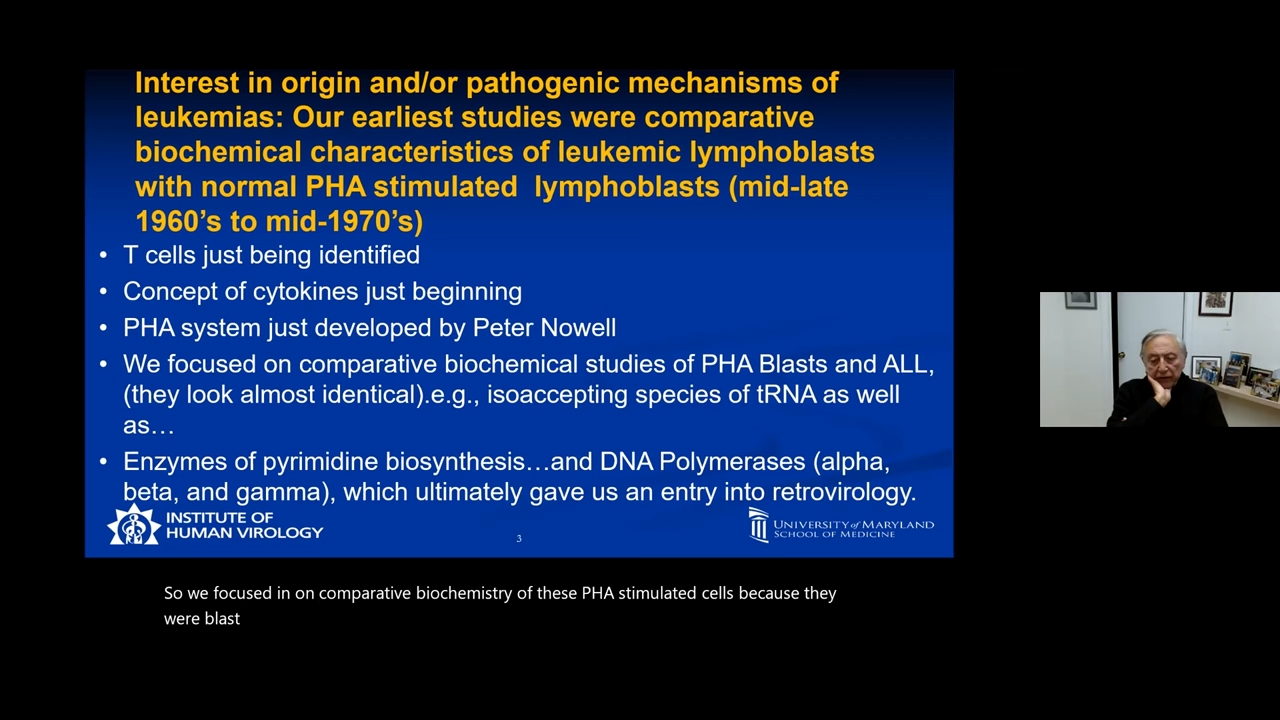 Interest in origin and/or pathogenic mechanisms of
leukemias: Our earliest studies were comparative
biochemical characteristics of leukemic lymphoblasts
with normal PHA stimulated lymphoblasts (mid-late
1960's to mid-1970's)
• T cells just being identified
• Concept of cytokines just beginning
• PHA system just developed by Peter Nowell
• We focused on comparative biochemical studies of PHA Blasts and ALL,
(they look almost identical).e.g., isoaccepting species of tRNA as well
as…
• Enzymes of pyrimidine biosynthesis…and DNA Polymerases (alpha,
beta, and gamma), which ultimately gave us an entry into retrovirology.
INSTITUTE OF
HUMAN VIROLOGY
3
UNIVERSITY of MARYLAND
SCHOOL OF MEDICINE
So we focused in on comparative biochemistry of these PHA stimulated cells because they
were blast